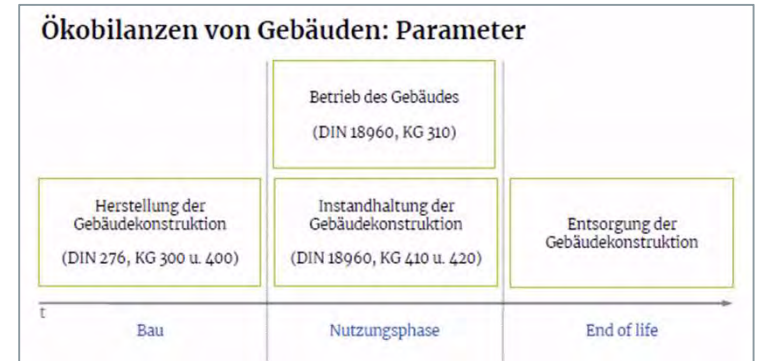 Ökobilanzen von Gebäuden: Parameter
Betrieb des Gebäudes
(DIN 18960, KG 310)
Herstellung der
Gebäudekonstruktion
(DIN 276, KG 300 u. 400)
Instandhaltung der
Gebäudekonstruktion
(DIN 18960, KG 410 u. 420)
Entsorgung der
Gebäudekonstruktion
t
Bau
Nutzungsphase
End of life